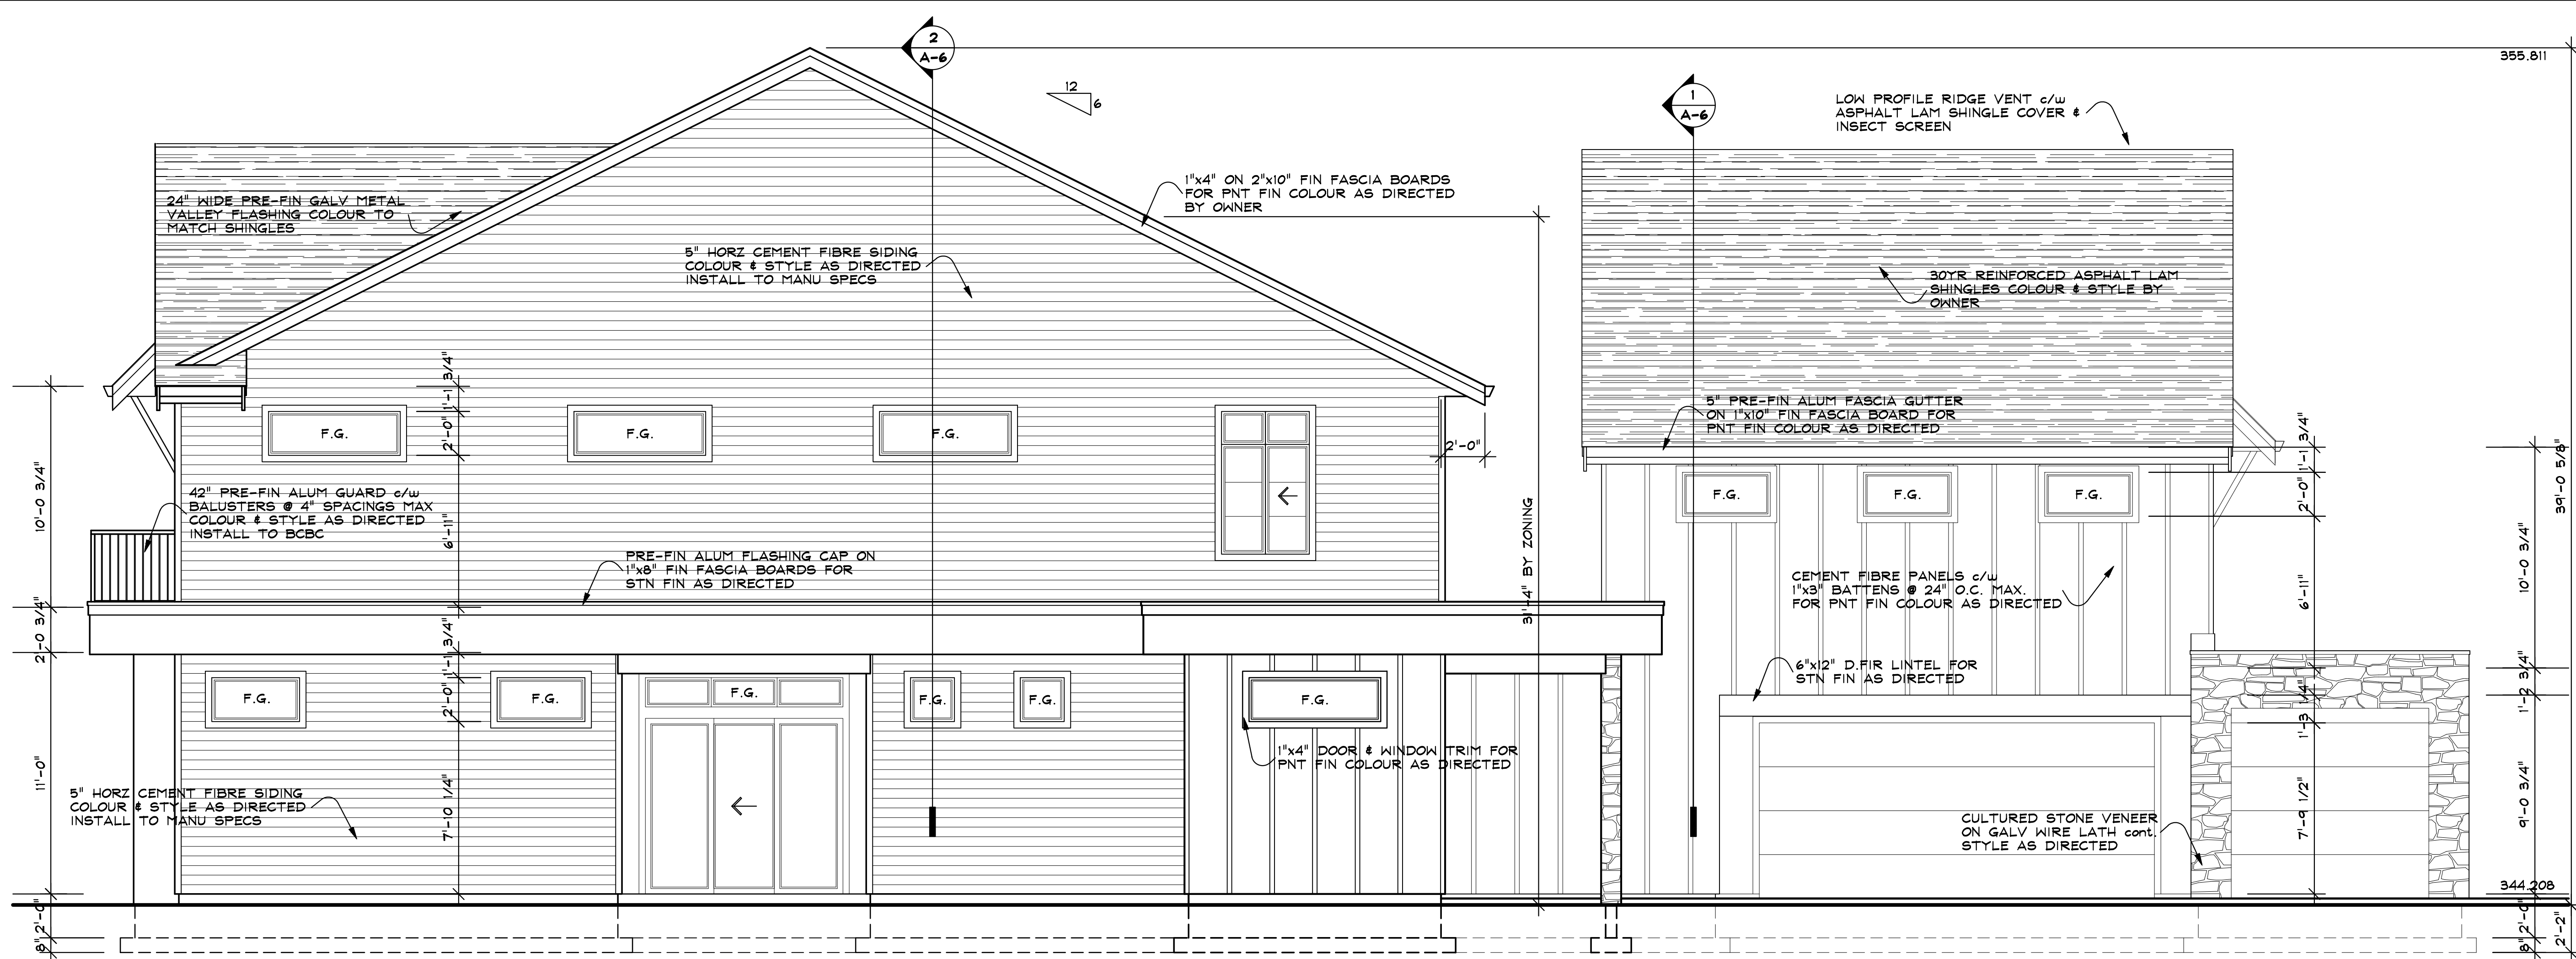 2
A-6
355.811
12
6
1
A-6
LOW PROFILE RIDGE VENT c/w
ASPHALT LAM SHINGLE COVER &
INSECT SCREEN
1"x4" ON 2"x10" FIN FASCIA BOARDS
FOR PNT FIN COLOUR AS DIRECTED
BY OWNER
24" WIDE PRE-FIN GALV METAL
VALLEY FLASHING COLOUR TO
MATCH SHINGLES
5" HORZ CEMENT FIBRE SIDING
COLOUR & STYLE AS DIRECTED
INSTALL TO MANU SPECS
30YR REINFORCED ASPHALT LAM
SHINGLES COLOUR & STYLE BY
OWNER
5" PRE-FIN ALUM FASCIA GUTTER
ON 1"x10" FIN FASCIA BOARD FOR
PNT FIN COLOUR AS DIRECTED
F.G.
F.G.
F.G.
2'-0"
F.G.
F.G.
F.G.
42" PRE-FIN ALUM GUARD c/w
BALUSTERS @ 4" SPACINGS MAX
COLOUR & STYLE AS DIRECTED
INSTALL TO BCBC
PRE-FIN ALUM FLASHING CAP ON
1"x8" FIN FASCIA BOARDS FOR
STN FIN AS DIRECTED
CEMENT FIBRE PANELS c/w
1"x3" BATTENS @ 24" O.C. MAX.
FOR PNT FIN COLOUR AS DIRECTED
6"x12" D.FIR LINTEL FOR
STN FIN AS DIRECTED
F.G.
F.G.
F.G.
F.G.
F.G.
F.G.
1"x4" DOOR & WINDOW TRIM FOR
PNT FIN COLOUR AS DIRECTED
5" HORZ CEMENT FIBRE SIDING
COLOUR & STYLE AS DIRECTED
INSTALL TO MANU SPECS
CULTURED STONE VENEER
ON GALV WIRE LATH cont.
STYLE AS DIRECTED
344.208
10'-0 3/4"
2'-0 3/4"
11'-0"
2'-0"
8"
1'-1 3/4"
2'-0"
6'-11"
1'-1 3/4"
2'-0"
7'-10 1/4"
31'-4" BY ZONING
1'-1 3/4"
2'-0"
6'-11"
1'-3 1/4"
7'-9 1/2"
10'-0 3/4"
1'-2 3/4"
9'-0 3/4"
2'-0"
8"
39'-0 5/8"
2'-2"